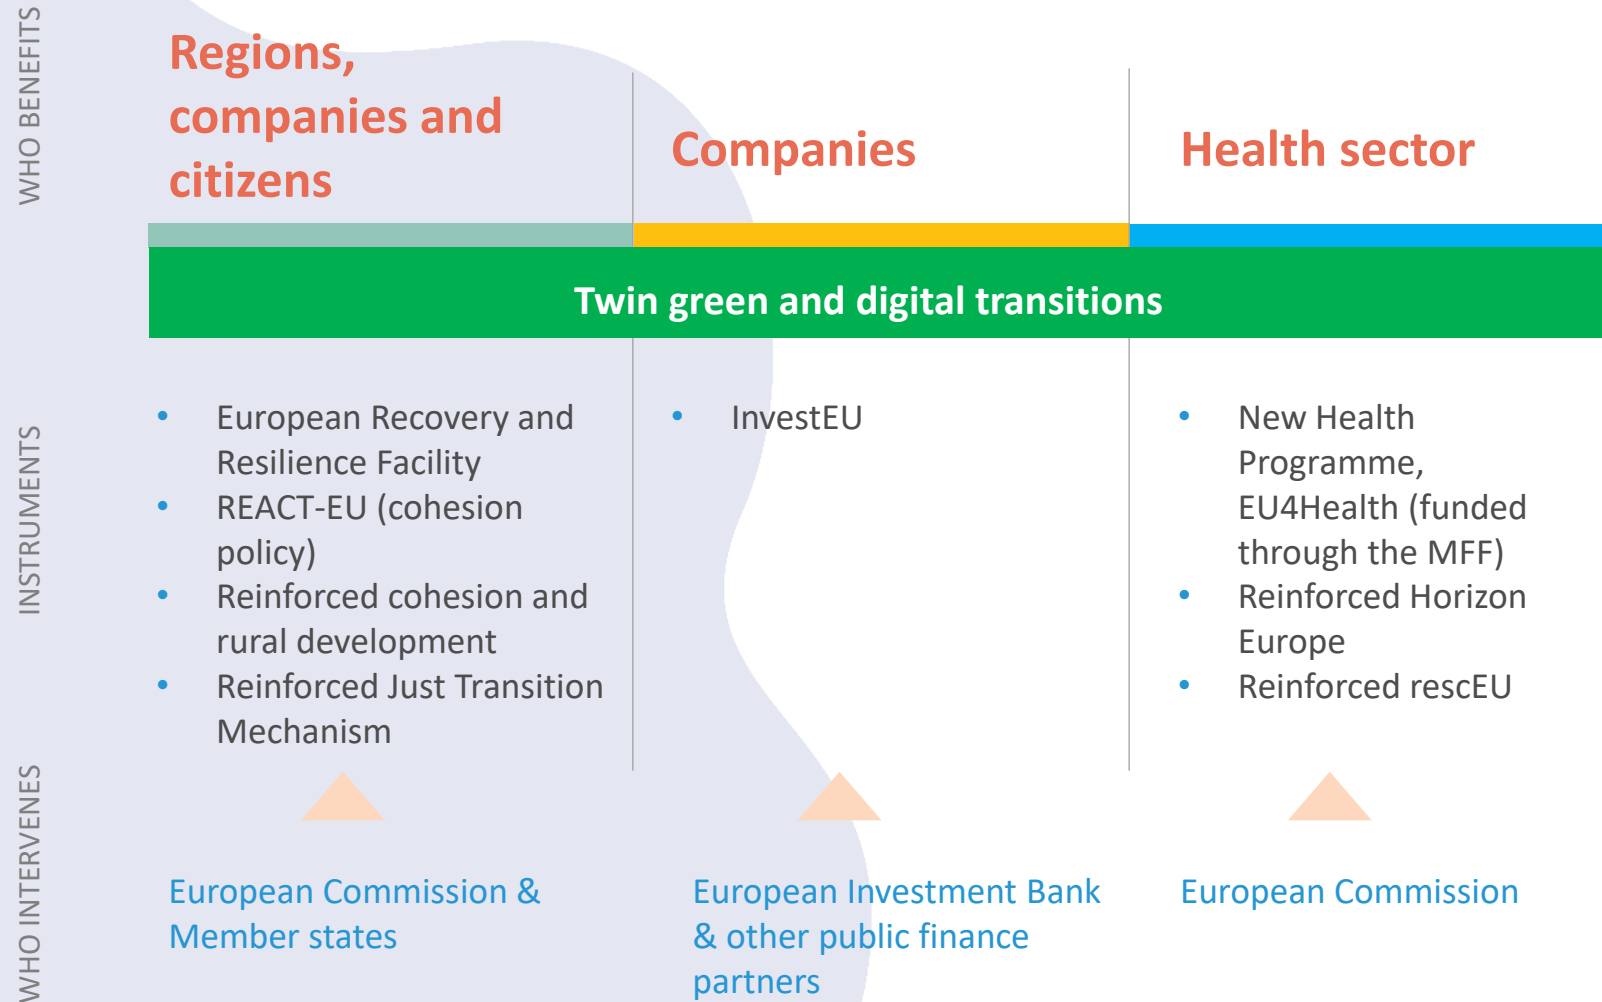 WHO BENEFITS
Regions,
companies and
citizens
Companies
Health sector
Twin green and digital transitions
INSTRUMENTS
• European Recovery and
Resilience Facility
• REACT-EU (cohesion
policy)
• Reinforced cohesion and
rural development
• Reinforced Just Transition
Mechanism
• InvestEU
• New Health
Programme,
EU4Health (funded
through the MFF)
• Reinforced Horizon
Europe
• Reinforced rescEU
WHO INTERVENES
European Commission &
Member states
European Investment Bank
& other public finance
partners
European Commission